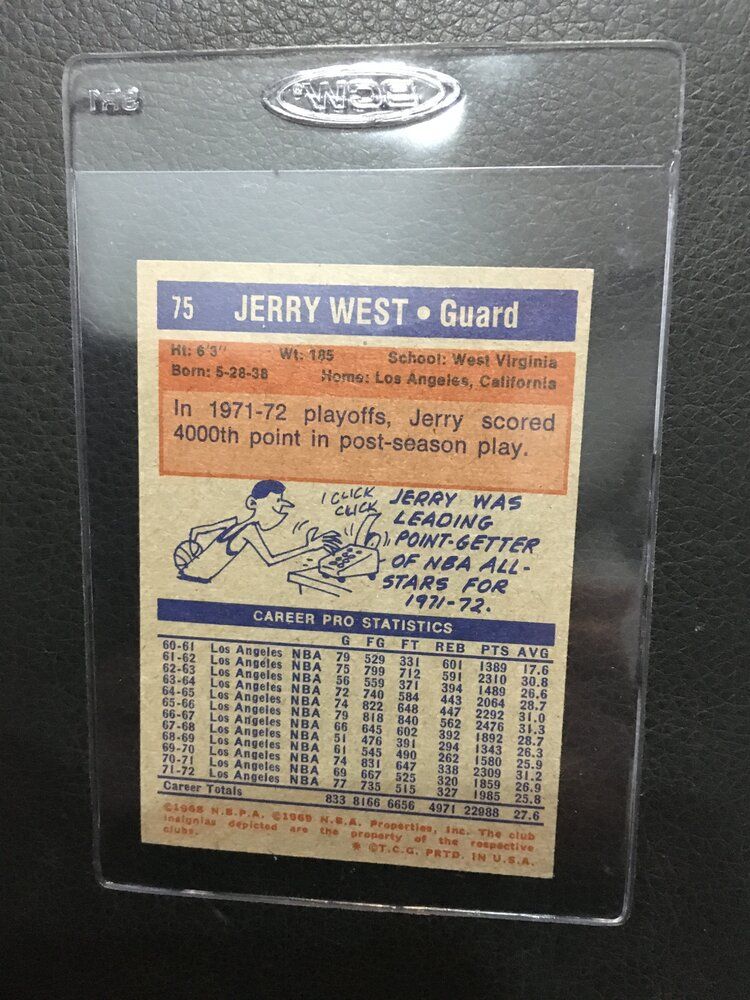 BCW
75 JERRY WEST • Guard
Ht: 6'3" Wt: 185 School: West Virginia
Born: 5-28-38 Home: Los Angeles, California
In 1971-72 playoffs, Jerry scored
4000th point in post-season play.
CLICK
CLICK
JERRY WAS
LEADING
POINT-GETTER
OF NBA ALL-
STARS FOR
1971-72.
CAREER PRO STATISTICS
G FG FT REB PTS AVG
60-61 Los Angeles NBA 79 529 331 601 1389 17.6
61-62 Los Angeles NBA 75 799 712 591 2310 30.8
62-63 Los Angeles NBA 56 559 371 394 1489 26.6
63-64 Los Angeles NBA 72 740 584 443 2064 28.7
64-65 Los Angeles NBA 74 822 648 447 2292 31.0
65-66 Los Angeles NBA 79 818 840 562 2476 31.3
66-67 Los Angeles NBA 66 645 602 392 1892 28.7
67-68 Los Angeles NBA 51 476 391 294 1343 26.3
68-69 Los Angeles NBA 61 545 490 262 1580 25.9
69-70 Los Angeles NBA 74 831 647 338 2309 31.2
70-71 Los Angeles NBA 69 667 525 320 1859 26.9
71-72 Los Angeles NBA 77 735 515 327 1985 25.8
Career Totals 833 8166 6656 4971 22988 27.6
©1968 N.B.P.A. ©1969 N.B.A. Properties, Inc. The club
insignias depicted are the property of the respective
clubs.
* ©T.C.G. PRTD. IN U.S.A.